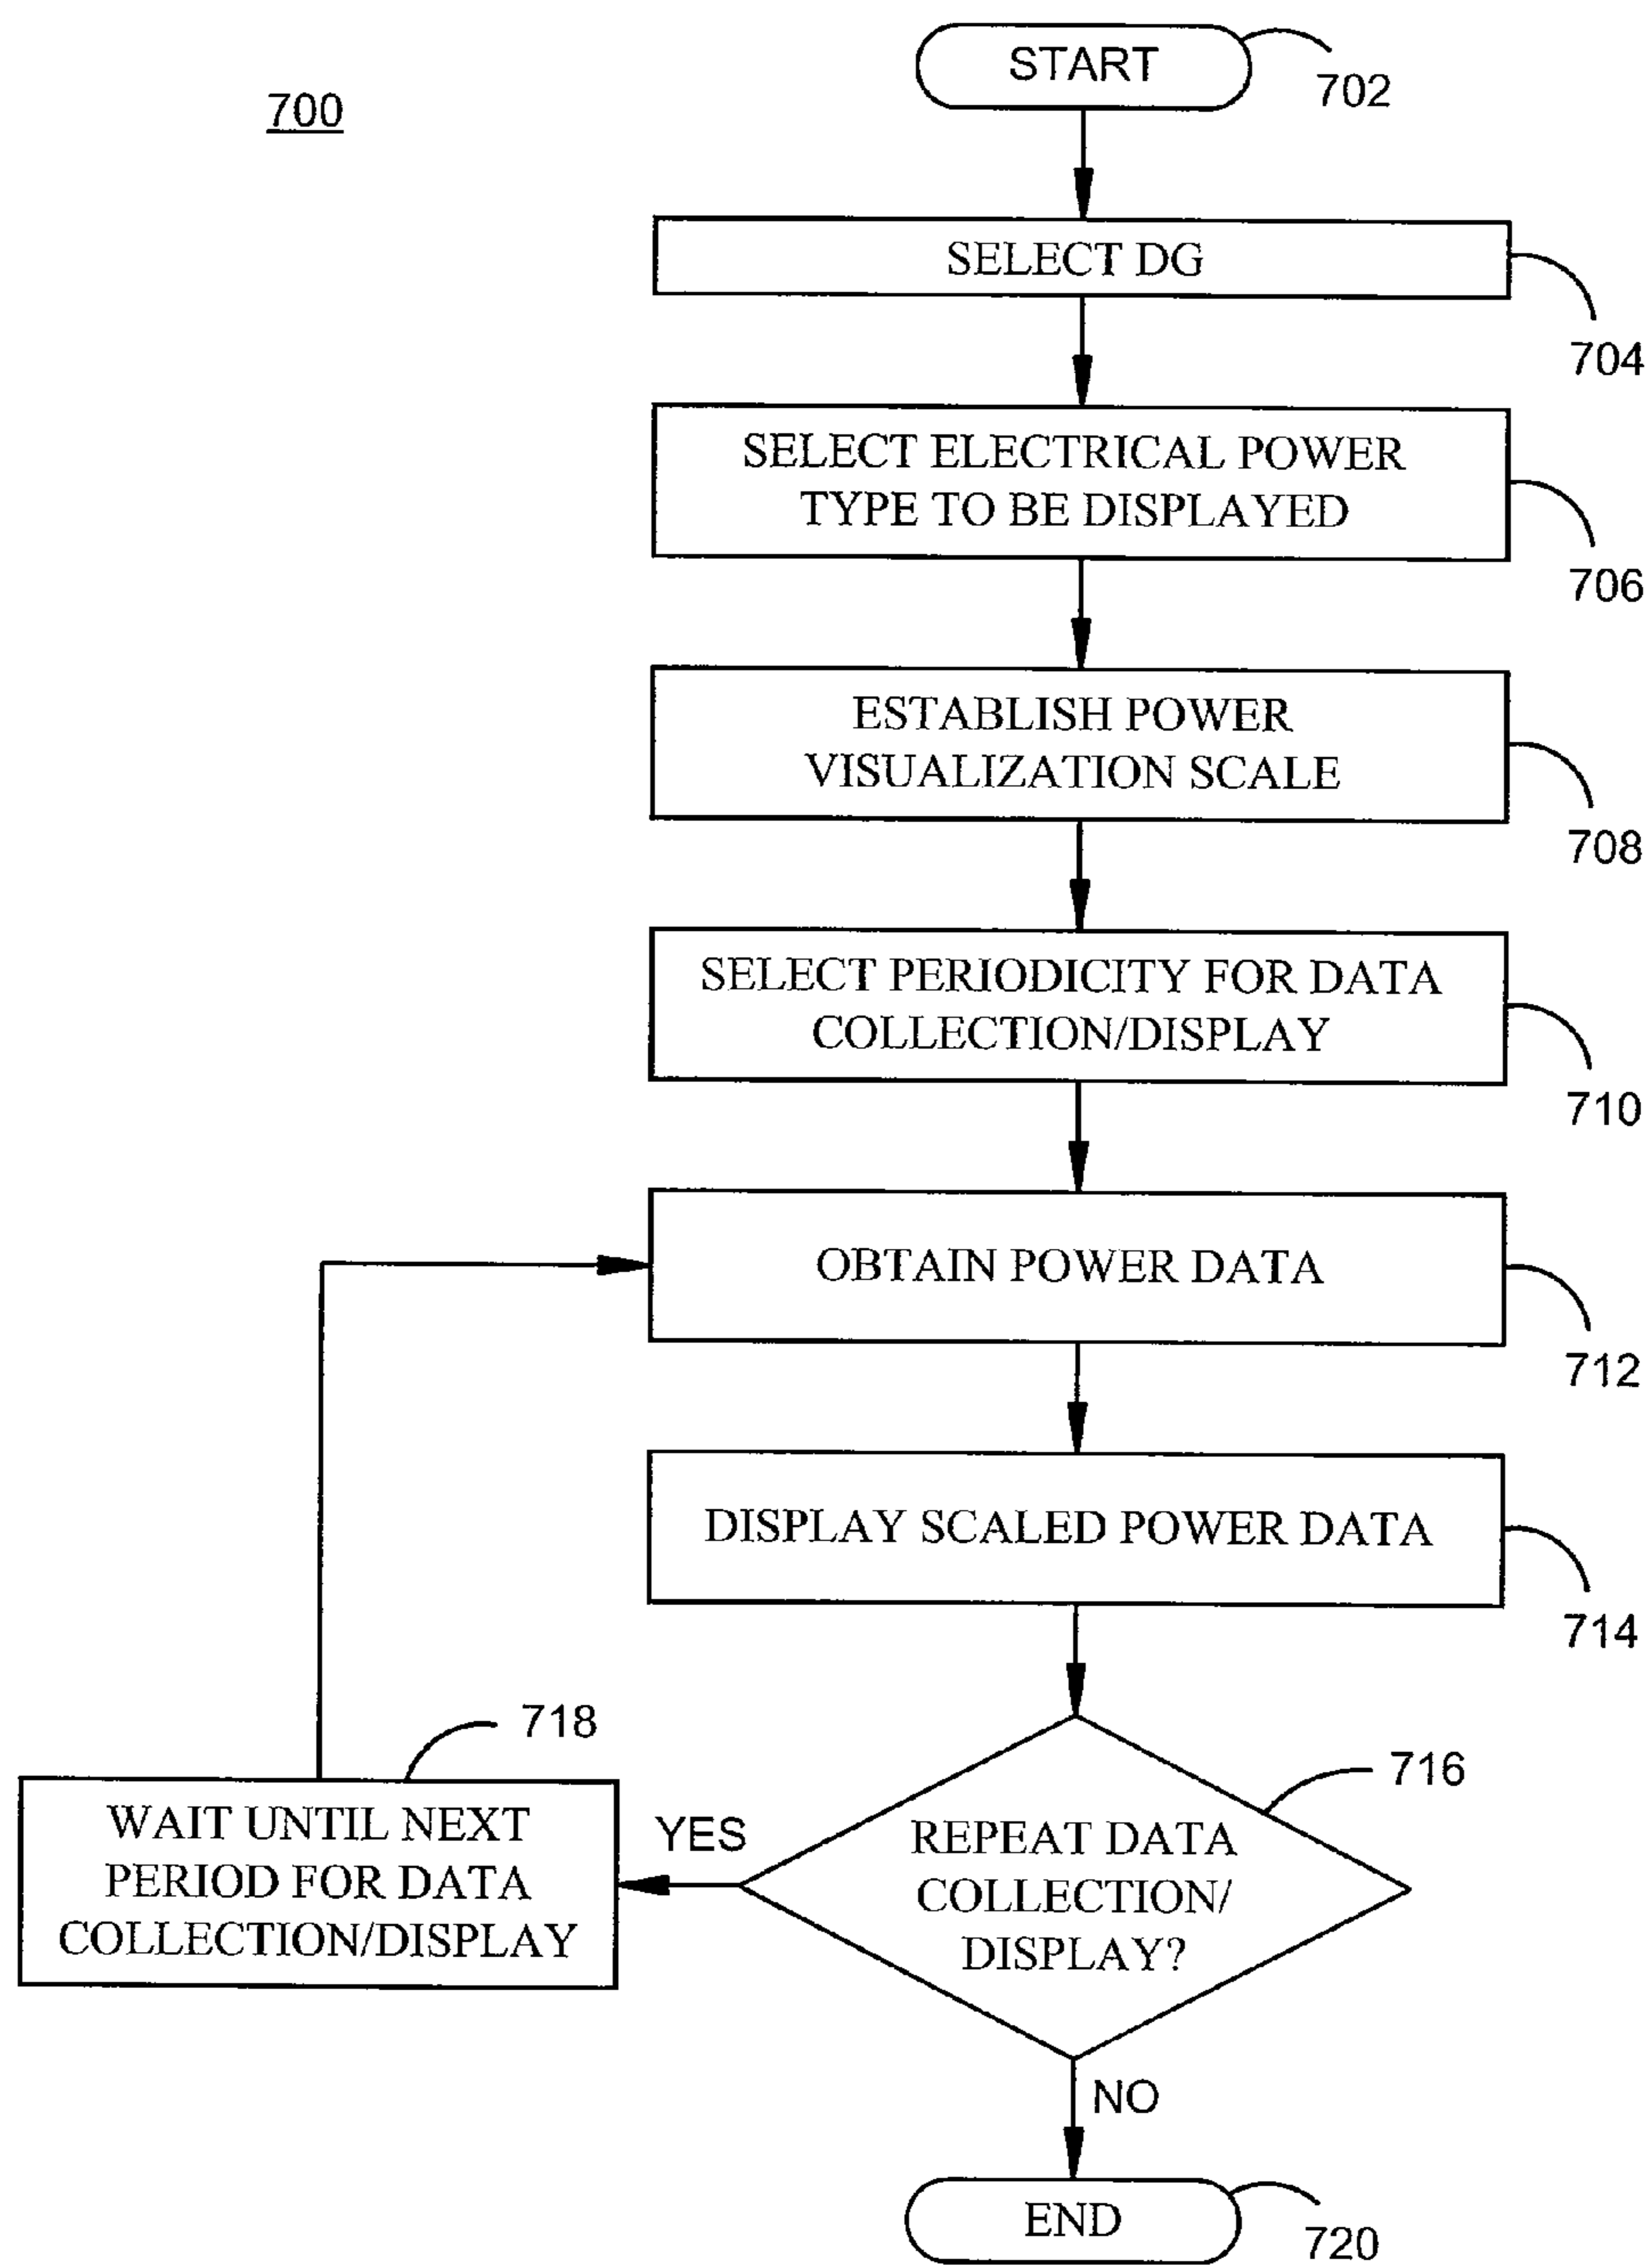 700
START
702
SELECT DG
704
SELECT ELECTRICAL POWER
TYPE TO BE DISPLAYED
706
ESTABLISH POWER
VISUALIZATION SCALE
708
SELECT PERIODICITY FOR DATA
COLLECTION/DISPLAY
710
OBTAIN POWER DATA
712
DISPLAY SCALED POWER DATA
714
718
WAIT UNTIL NEXT
PERIOD FOR DATA
COLLECTION/DISPLAY
YES
716
REPEAT DATA
COLLECTION/
DISPLAY?
NO
END
720